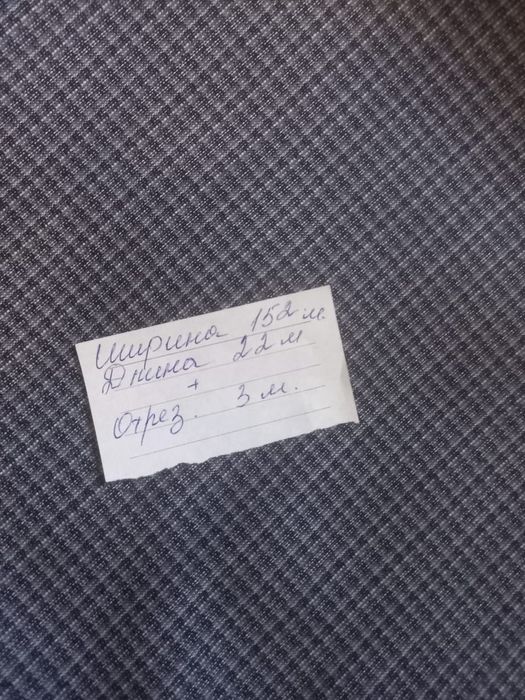 Ширина 152 м.
Длина 22 м
+
Отрез. 3 м.